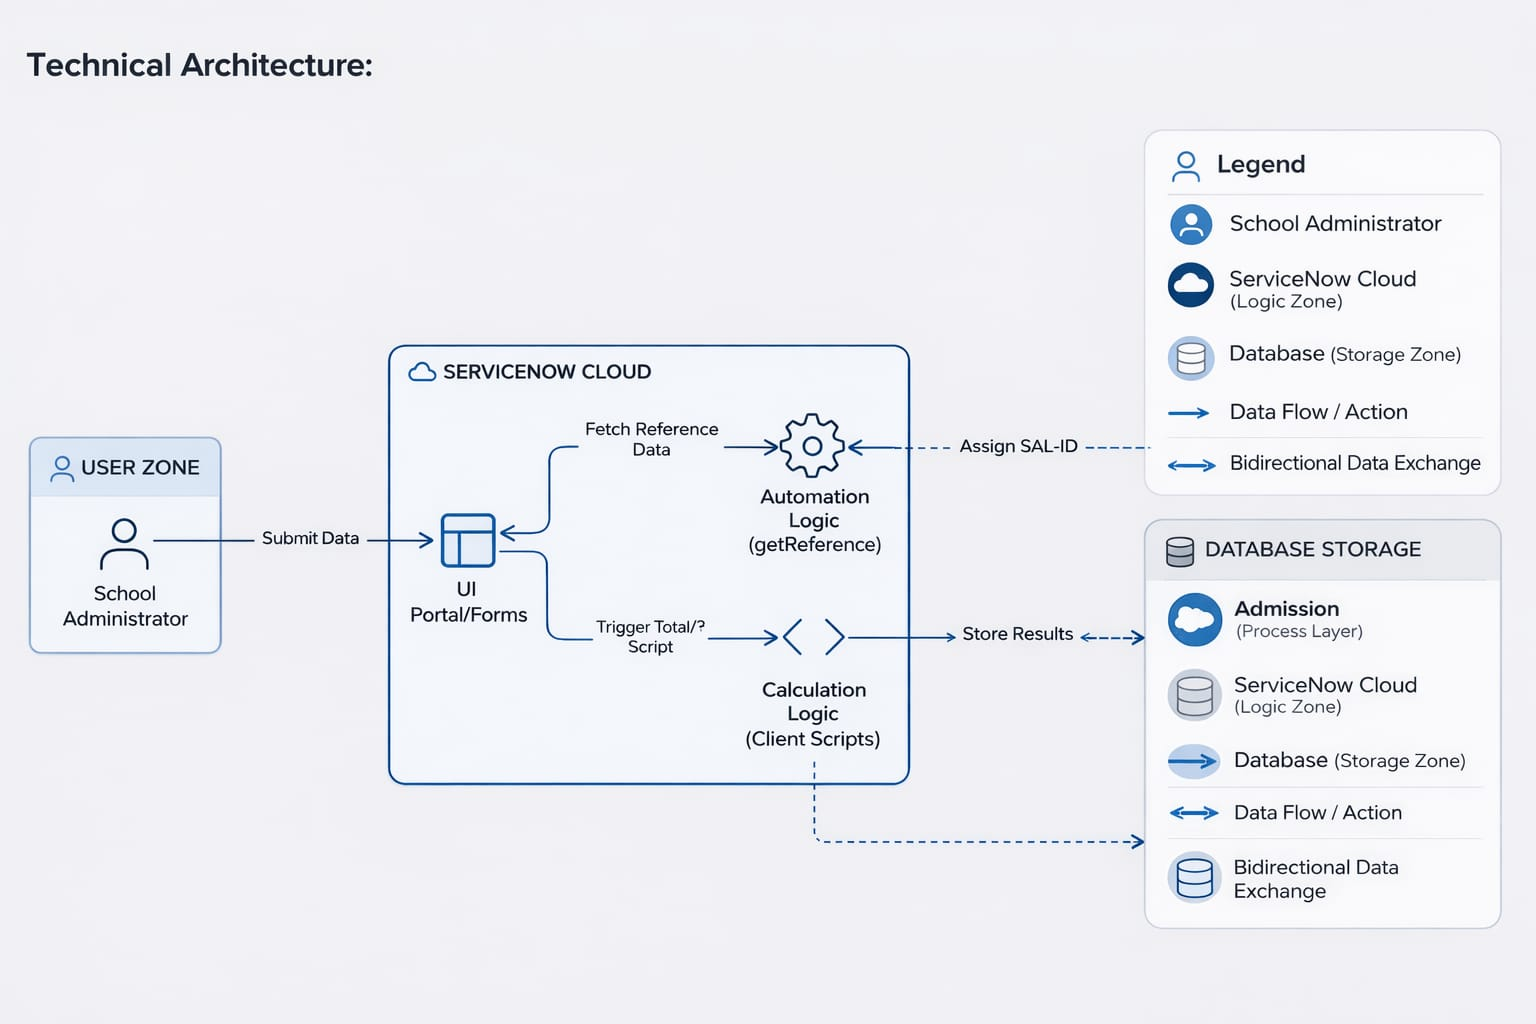 Technical Architecture:
USER ZONE
School
Administrator
Submit Data
SERVICENOW CLOUD
UI
Portal/Forms
Fetch Reference
Data
Automation
Logic
(getReference)
Trigger Total/?
Script
Calculation
Logic
(Client Scripts)
Assign SAL-ID
Store Results
Legend
School Administrator
ServiceNow Cloud
(Logic Zone)
Database (Storage Zone)
Data Flow / Action
Bidirectional Data Exchange
DATABASE STORAGE
Admission
(Process Layer)
ServiceNow Cloud
(Logic Zone)
Database (Storage Zone)
Data Flow / Action
Bidirectional Data
Exchange